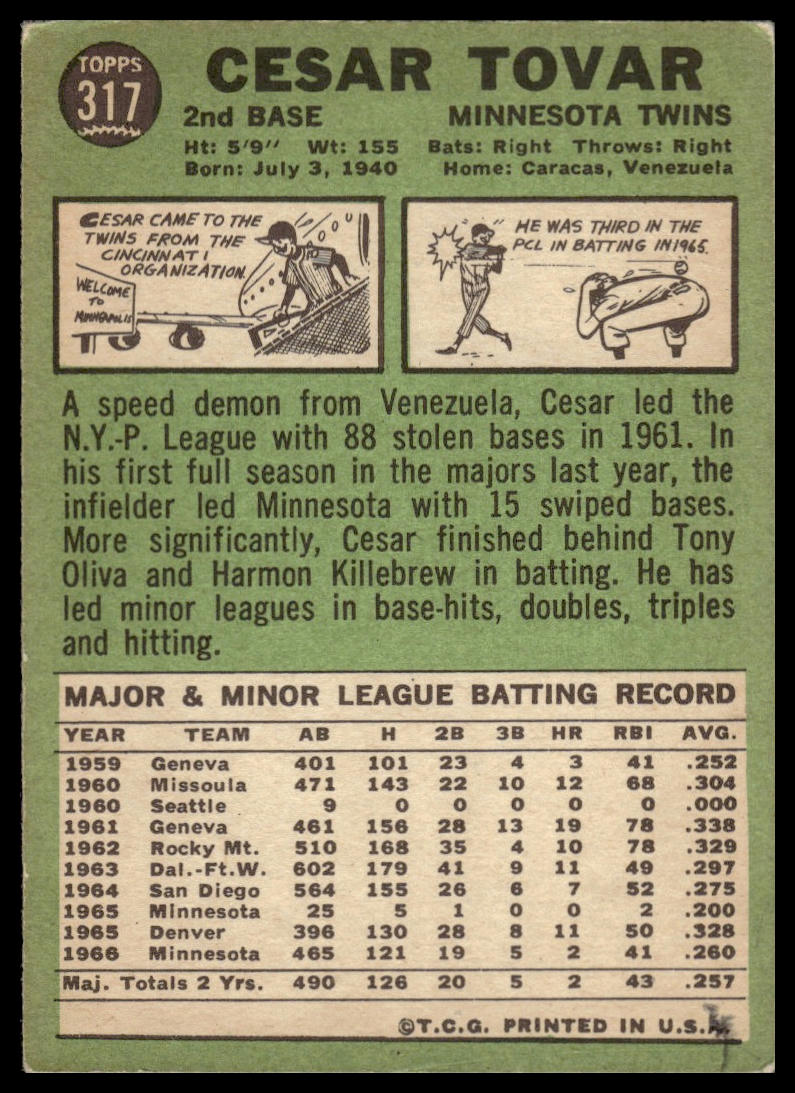 TOPPS
317
CESAR TOVAR
2nd BASE MINNESOTA TWINS
Ht: 5'9" Wt: 155 Bats: Right Throws: Right
Born: July 3, 1940 Home: Caracas, Venezuela
CESAR CAME TO THE
TWINS FROM THE
CINCINNATI
ORGANIZATION.
WELCOME
TO
MINNEAPOLIS
HE WAS THIRD IN THE
PCL IN BATTING IN 1965.
A speed demon from Venezuela, Cesar led the
N.Y.-P. League with 88 stolen bases in 1961. In
his first full season in the majors last year, the
infielder led Minnesota with 15 swiped bases.
More significantly, Cesar finished behind Tony
Oliva and Harmon Killebrew in batting. He has
led minor leagues in base-hits, doubles, triples
and hitting.
MAJOR & MINOR LEAGUE BATTING RECORD
YEAR TEAM AB H 2B 3B HR RBI AVG.
1959 Geneva 401 101 23 4 3 41 .252
1960 Missoula 471 143 22 10 12 68 .304
1960 Seattle 9 0 0 0 0 0 .000
1961 Geneva 461 156 28 13 19 78 .338
1962 Rocky Mt. 510 168 35 4 10 78 .329
1963 Dal.-Ft.W. 602 179 41 9 11 49 .297
1964 San Diego 564 155 26 6 7 52 .275
1965 Minnesota 25 5 1 0 0 2 .200
1965 Denver 396 130 28 8 11 50 .328
1966 Minnesota 465 121 19 5 2 41 .260
Maj. Totals 2 Yrs. 490 126 20 5 2 43 .257
©T.C.G. PRINTED IN U.S.A.